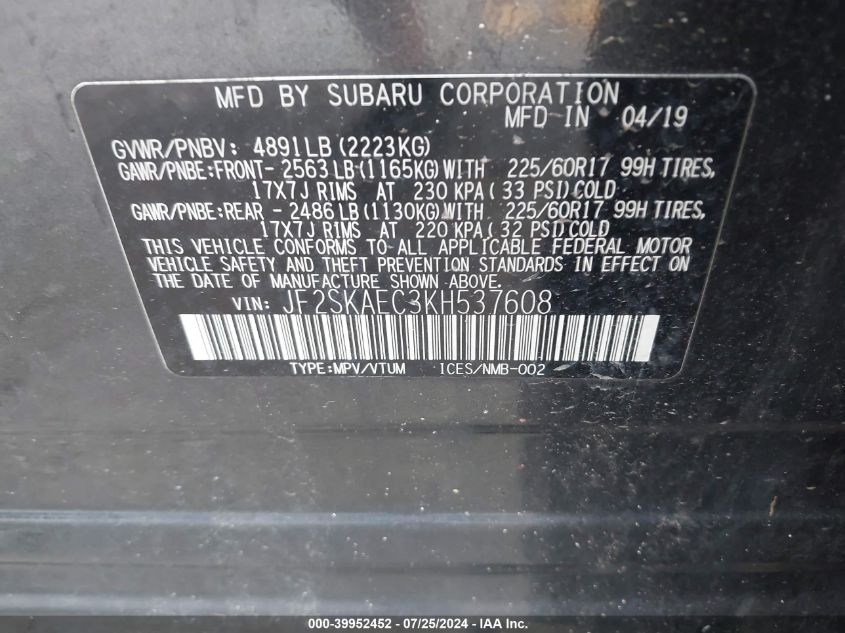 MFD BY SUBARU CORPORATION
MFD IN 04/19
GVWR/PNBV: 4891LB (2223KG)
GAWR/PNBE:FRONT- 2563 LB (1165KG) WITH 225/60R17 99H TIRES,
17X7J RIMS AT 230 KPA ( 33 PSI) COLD
GAWR/PNBE:REAR - 2486 LB (1130KG) WITH 225/60R17 99H TIRES,
17X7J RIMS AT 220 KPA ( 32 PSI) COLD
THIS VEHICLE CONFORMS TO ALL APPLICABLE FEDERAL MOTOR
VEHICLE SAFETY AND THEFT PREVENTION STANDARDS IN EFFECT ON
THE DATE OF MANUFACTURE SHOWN ABOVE.
VIN: JF2SKAEC3KH537608
TYPE:MPV/VTUM ICES/NMB-002
000-39952452 - 07/25/2024 - © IAA Inc.